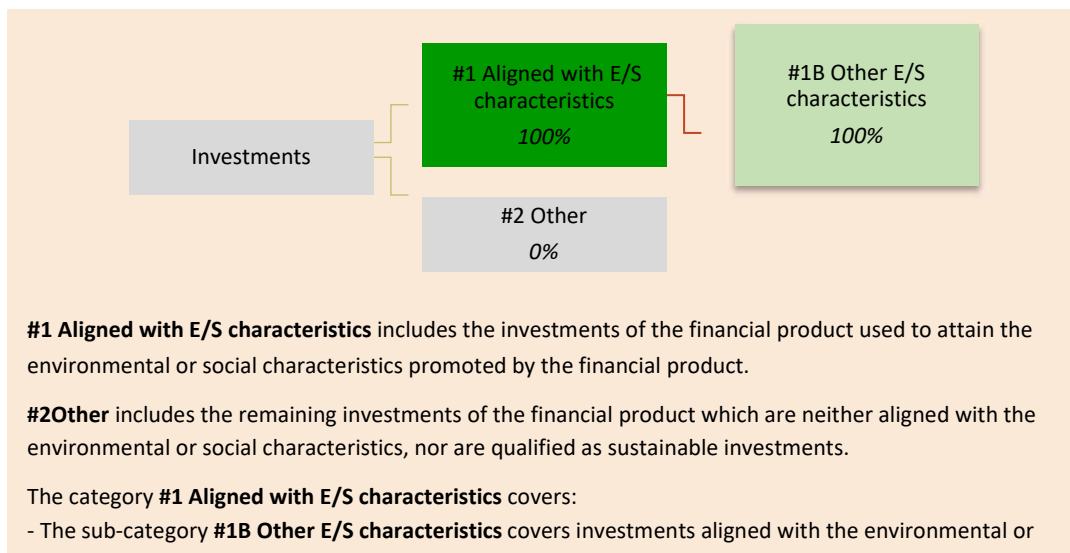 #1 Aligned with E/S
characteristics
100%
#1B Other E/S
characteristics
100%
Investments
#2 Other
0%
#1 Aligned with E/S characteristics includes the investments of the financial product used to attain the
environmental or social characteristics promoted by the financial product.
#2Other includes the remaining investments of the financial product which are neither aligned with the
environmental or social characteristics, nor are qualified as sustainable investments.
The category #1 Aligned with E/S characteristics covers:
- The sub-category #1B Other E/S characteristics covers investments aligned with the environmental or